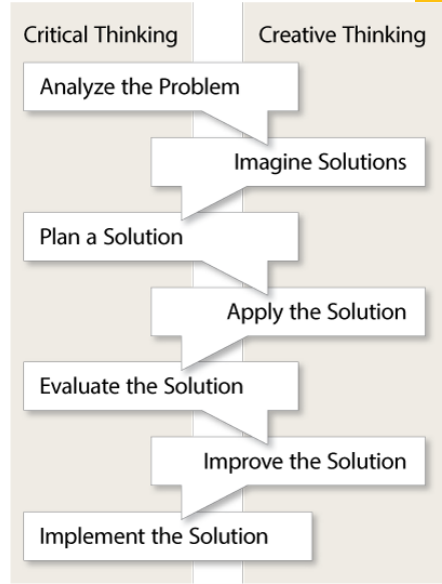 Critical Thinking
Creative Thinking
Analyze the Problem
Imagine Solutions
Plan a Solution
Apply the Solution
Evaluate the Solution
Improve the Solution
Implement the Solution